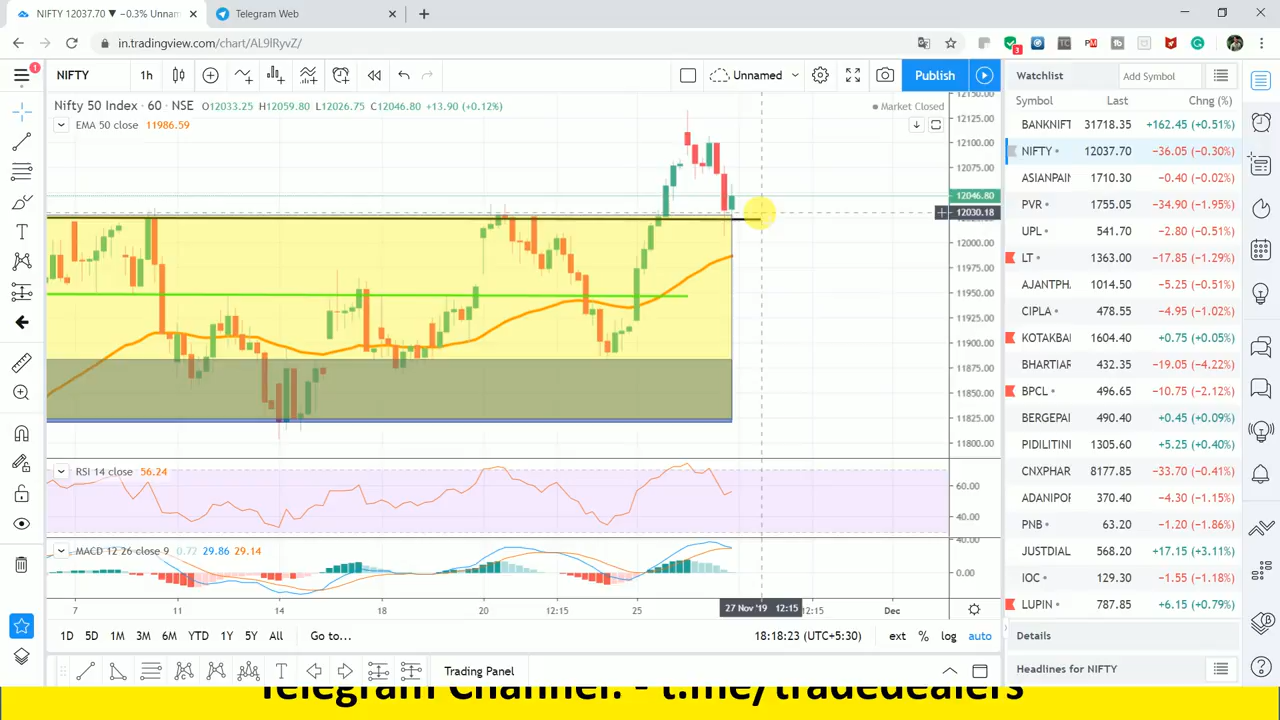 NIFTY 12037.70 ▼ −0.3% Unnam
Telegram Web
in.tradingview.com/chart/AL9lRyvZ/
NIFTY 1h Unnamed Publish
Nifty 50 Index · 60 · NSE O12033.25 H12059.80 L12026.75 C12046.80 +13.90 (+0.12%)
Market Closed
EMA 50 close 11986.59
12150.00
12125.00
12100.00
12075.00
12046.80
12030.18
12000.00
11975.00
11950.00
11925.00
11900.00
11875.00
11850.00
11825.00
11800.00
RSI 14 close 56.24
60.00
40.00
MACD 12 26 close 9 0.72 29.86 29.14
40.00
0.00
7 11 14 18 20 12:15 25 27 Nov '19 12:15 12:15 Dec
1D 5D 1M 3M 6M YTD 1Y 5Y All Go to... 18:18:23 (UTC+5:30) ext % log auto
Trading Panel
Watchlist Add Symbol
Symbol Last Chng (%)
BANKNIFT 31718.35 +162.45 (+0.51%)
NIFTY 12037.70 −36.05 (−0.30%)
ASIANPAIN 1710.30 −0.40 (−0.02%)
PVR 1755.05 −34.90 (−1.95%)
UPL 541.70 −2.80 (−0.51%)
LT 1363.00 −17.85 (−1.29%)
AJANTPH 1014.50 −5.25 (−0.51%)
CIPLA 478.55 −4.95 (−1.02%)
KOTAKBAI 1604.40 +0.75 (+0.05%)
BHARTIAR 432.35 −19.05 (−4.22%)
BPCL 496.65 −10.75 (−2.12%)
BERGEPAI 490.40 +0.45 (+0.09%)
PIDILITINI 1305.60 +5.25 (+0.40%)
CNXPHAR 8177.85 −33.70 (−0.41%)
ADANIPOR 370.40 −4.30 (−1.15%)
PNB 63.20 −1.20 (−1.86%)
JUSTDIAL 568.20 +17.15 (+3.11%)
IOC 129.30 −1.55 (−1.18%)
LUPIN 787.85 +6.15 (+0.79%)
Details
Headlines for NIFTY
Telegram Channel: - t.me/tradedealers